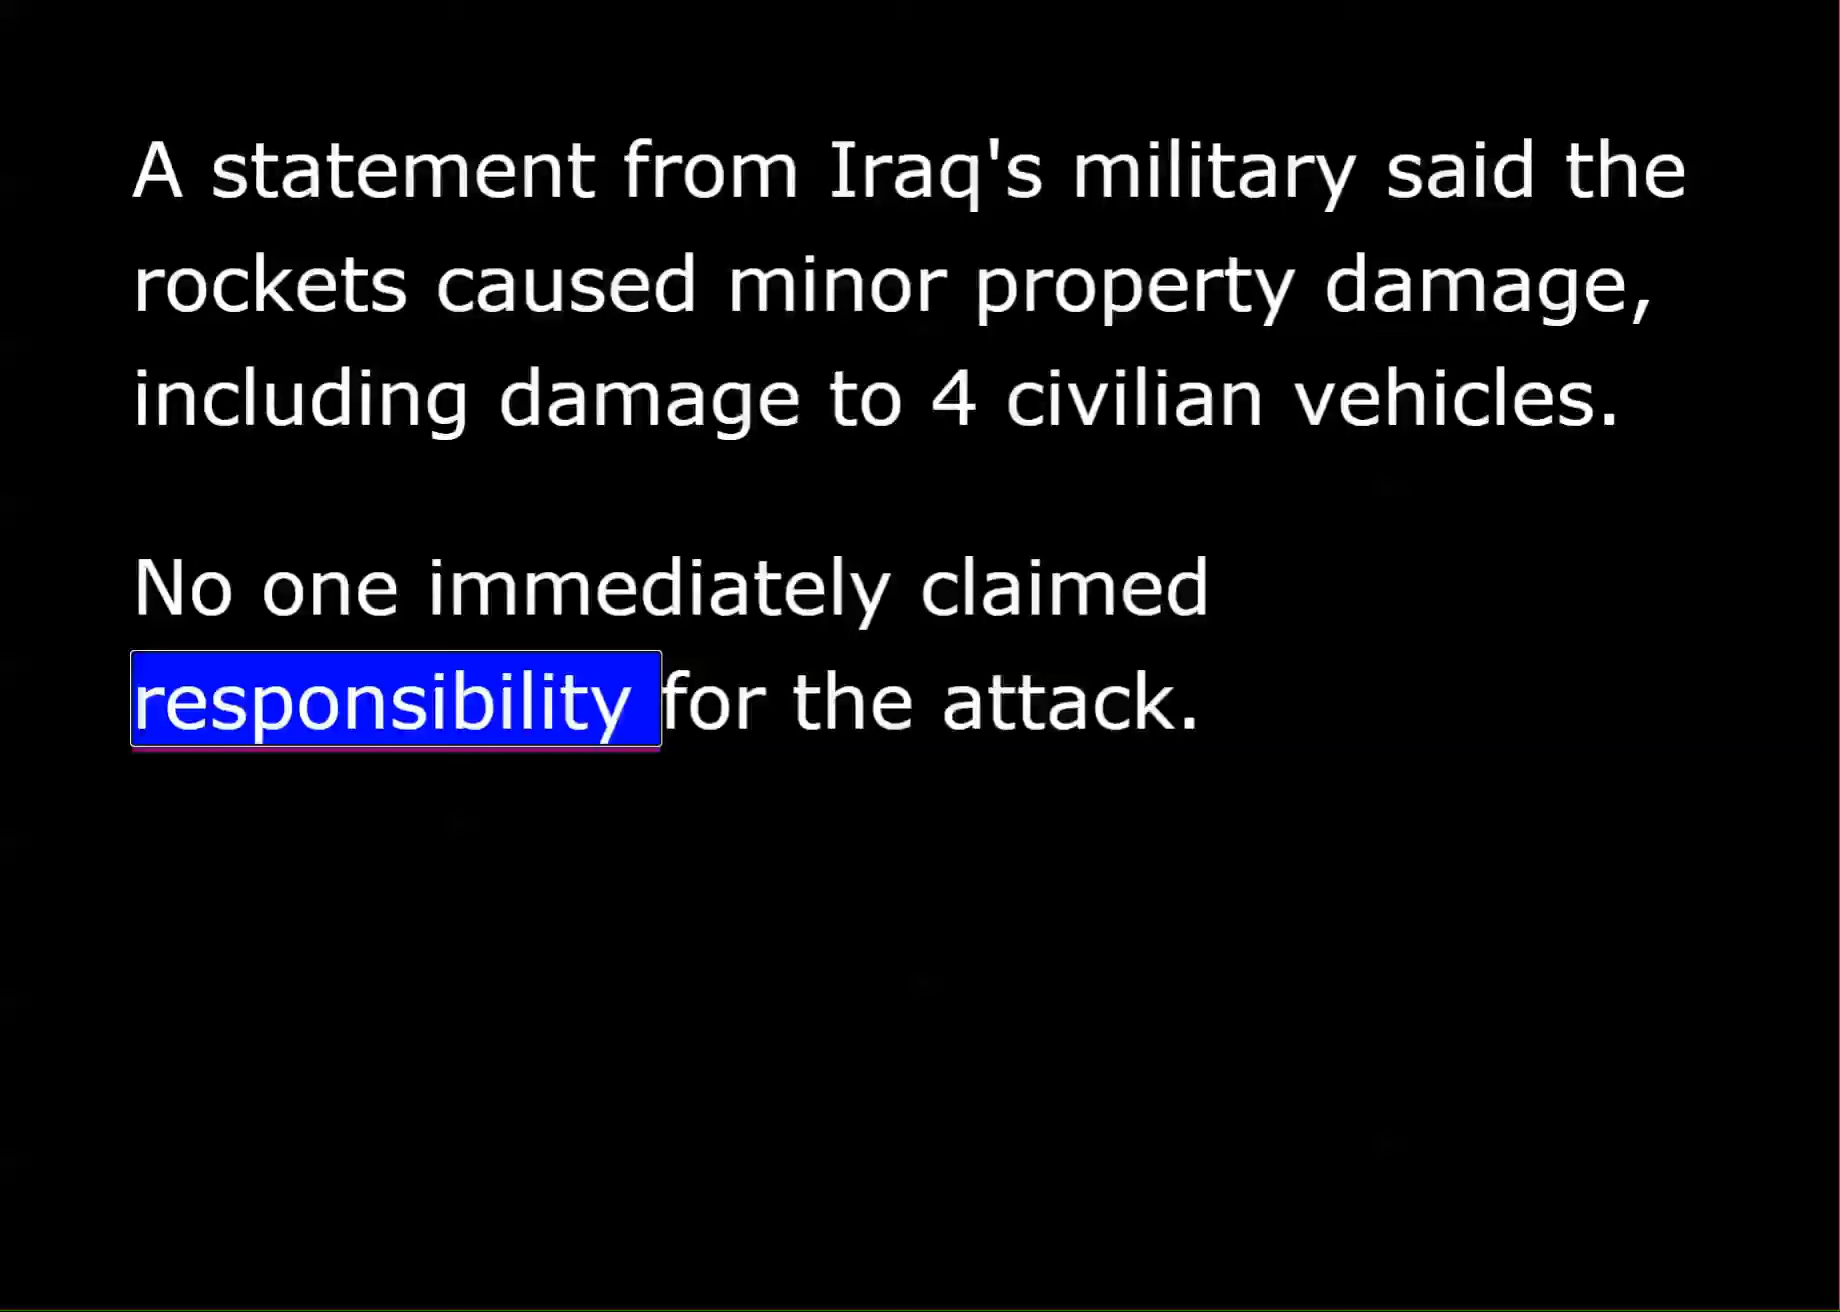 A statement from Iraq's military said the
rockets caused minor property damage,
including damage to 4 civilian vehicles.
No one immediately claimed
responsibility for the attack.